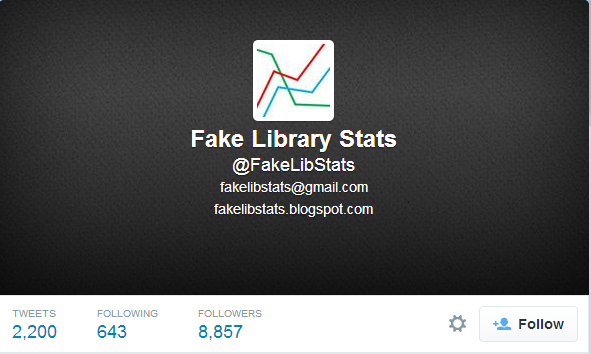 Fake Library Stats
@FakeLibStats
fakelibstats@gmail.com
fakelibstats.blogspot.com
TWEETS FOLLOWING FOLLOWERS
2,200 643 8,857
Follow